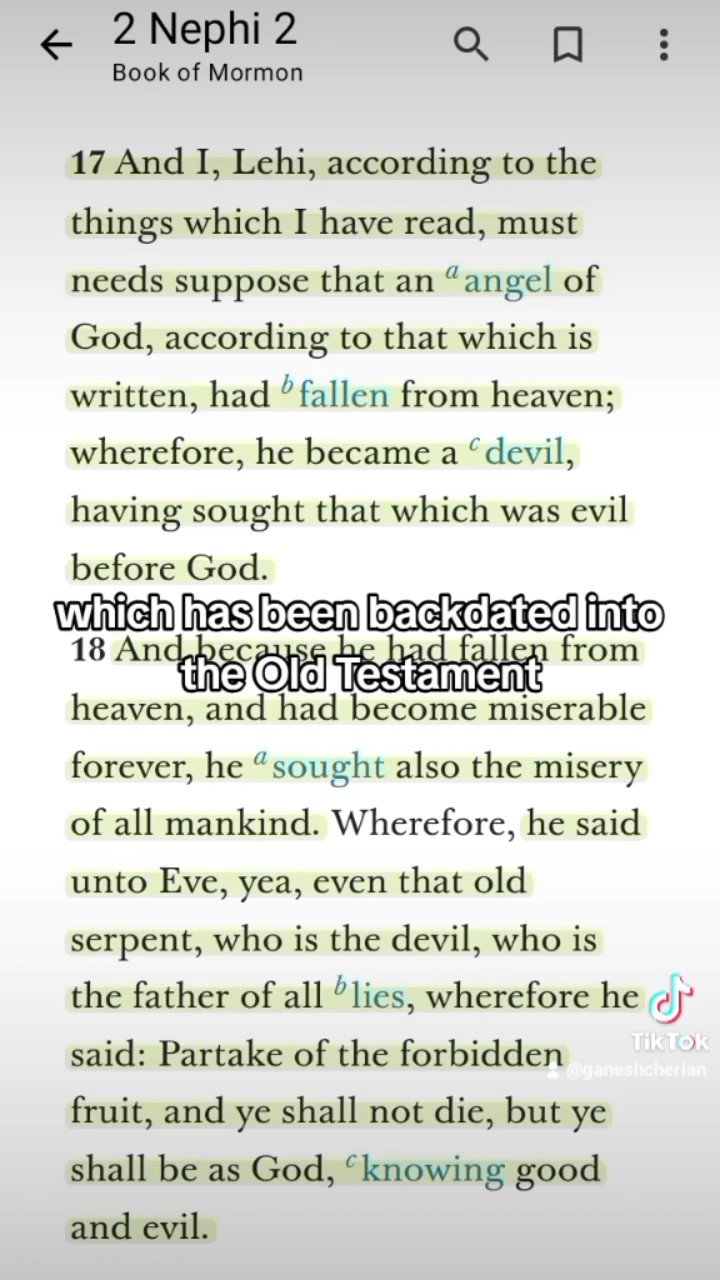 2 Nephi 2
Book of Mormon
17 And I, Lehi, according to the
things which I have read, must
needs suppose that an a angel of
God, according to that which is
written, had b fallen from heaven;
wherefore, he became a c devil,
having sought that which was evil
before God.
which has been backdated into
the Old Testament
18 And because he had fallen from
heaven, and had become miserable
forever, he a sought also the misery
of all mankind. Wherefore, he said
unto Eve, yea, even that old
serpent, who is the devil, who is
the father of all b lies, wherefore he
said: Partake of the forbidden
fruit, and ye shall not die, but ye
shall be as God, c knowing good
and evil.
TikTok
@ganeshcherian